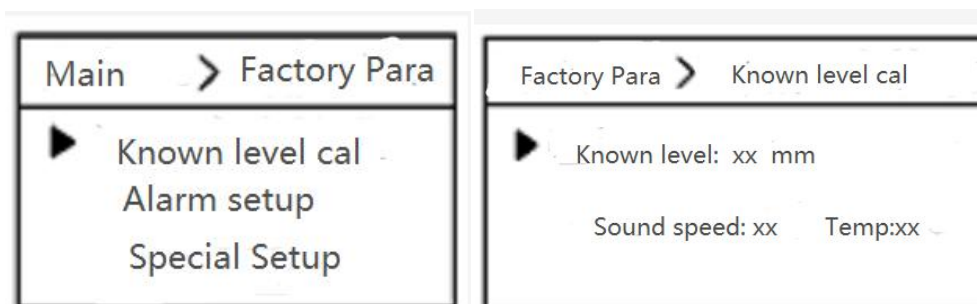 Main > Factory Para
Known level cal
Alarm setup
Special Setup
Factory Para > Known level cal
Known level: xx mm
Sound speed: xx Temp:xx